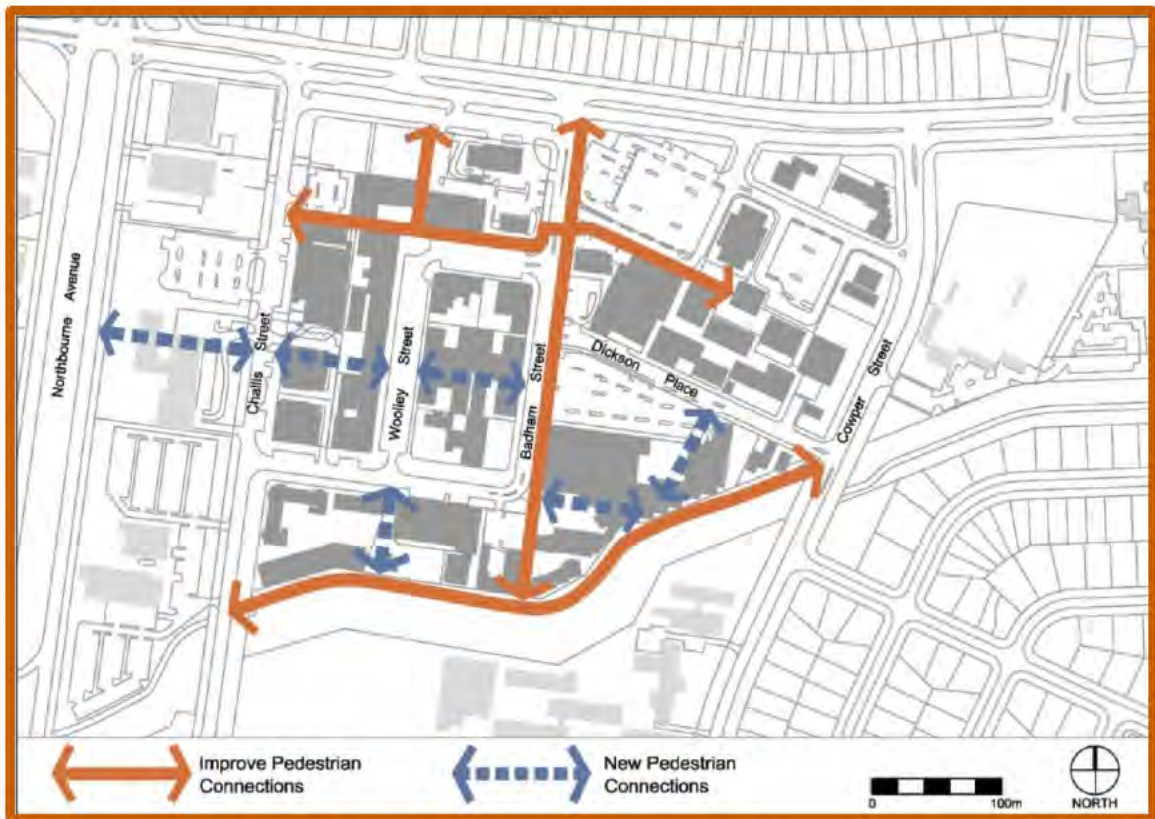 Northbourne Avenue
Challis Street
Woolley Street
Badham Street
Dickson Place
Cowper Street
Improve Pedestrian
Connections
New Pedestrian
Connections
0 100m
NORTH